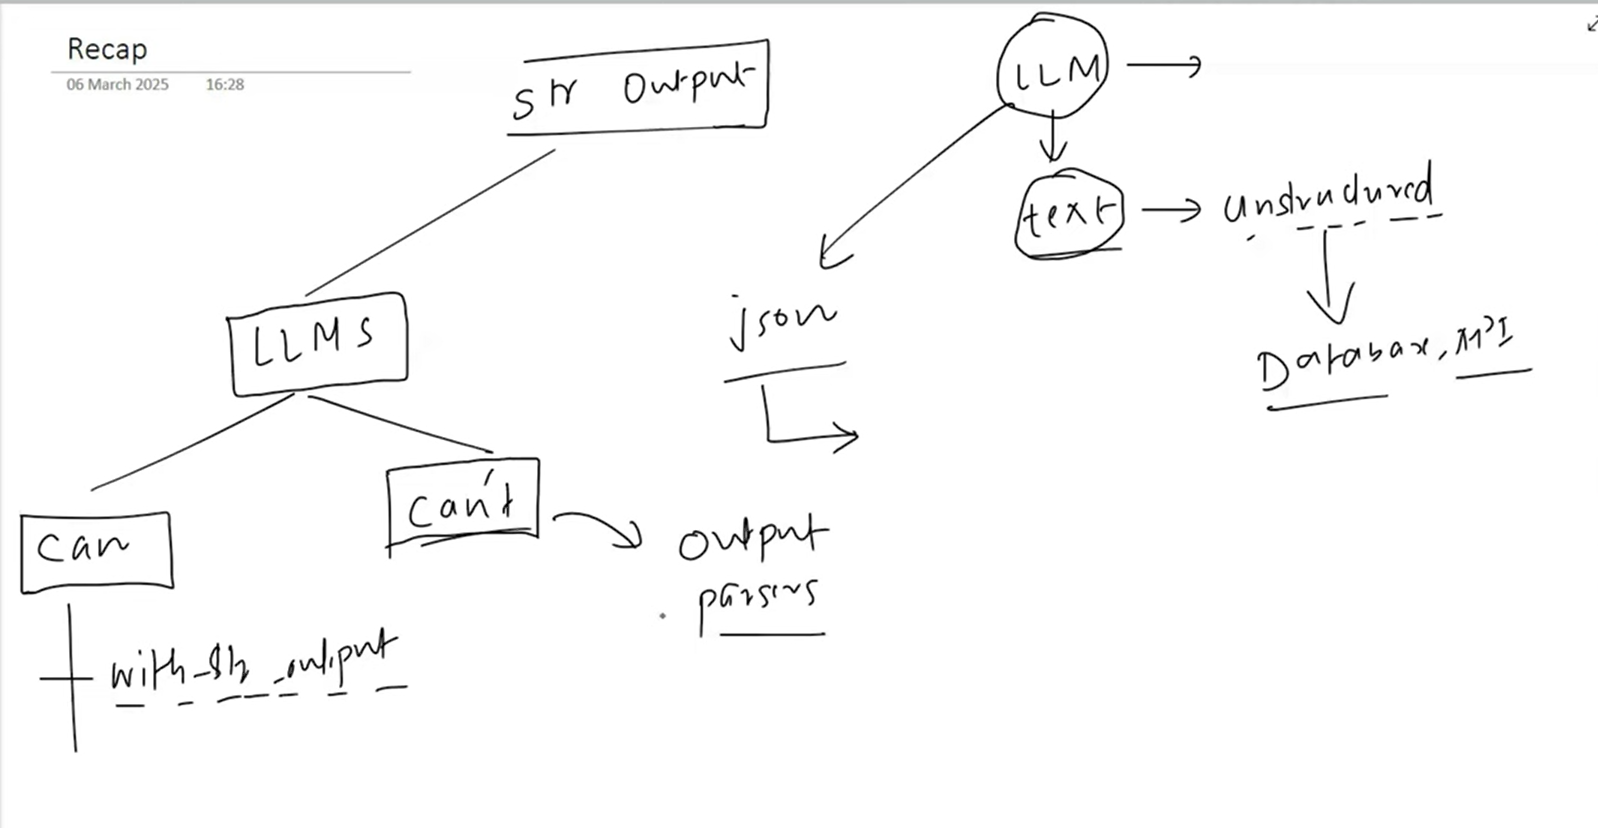 Recap
06 March 2025 16:28
Str Output
LLM
text
Unstructured
Database, API
json
LLMs
Can
Can't
Output
parsers
with_str_output